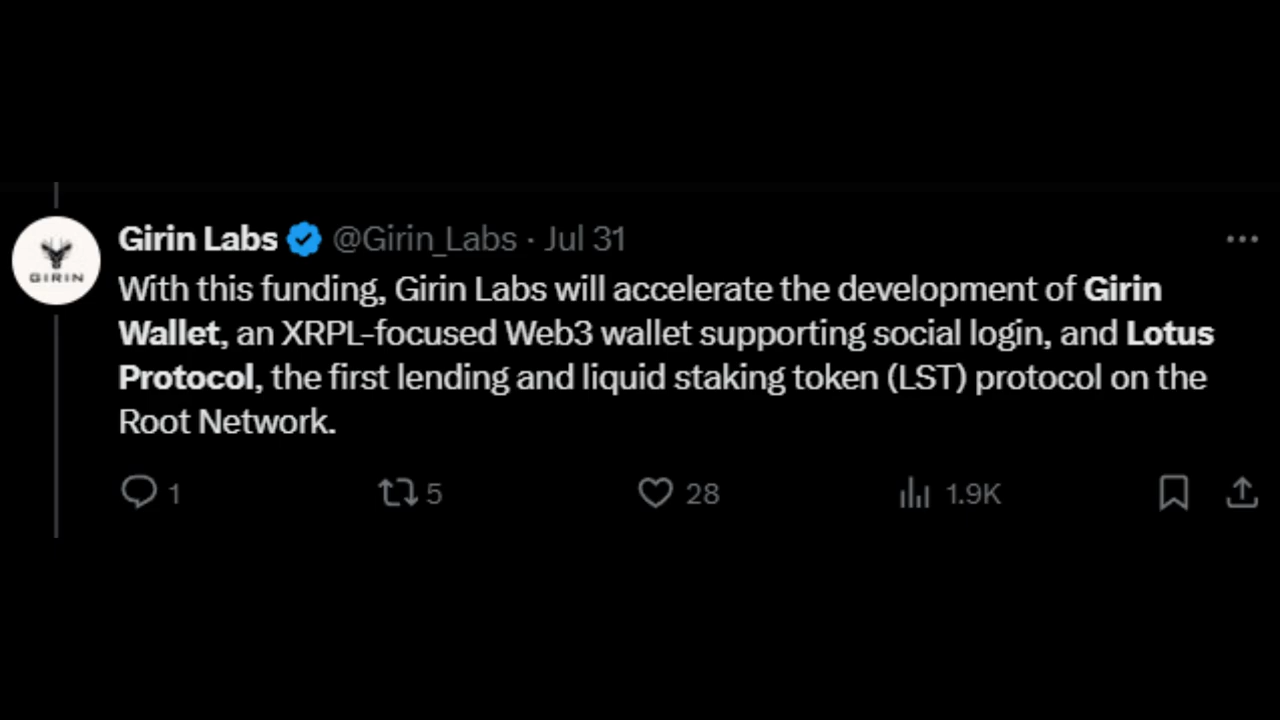 Girin Labs @Girin_Labs · Jul 31
GIRIN
With this funding, Girin Labs will accelerate the development of Girin
Wallet, an XRPL-focused Web3 wallet supporting social login, and Lotus
Protocol, the first lending and liquid staking token (LST) protocol on the
Root Network.
1 5 28 1.9K